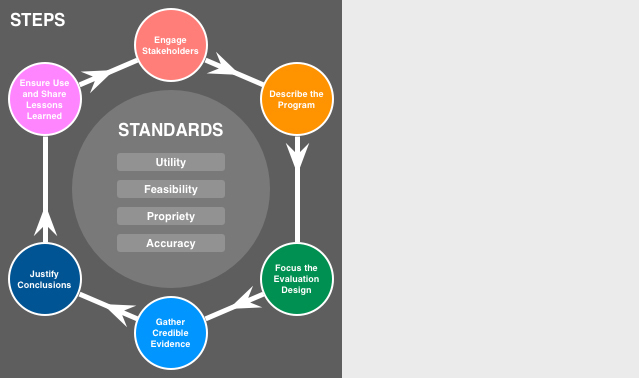 STEPS
Engage
Stakeholders
Describe the
Program
Focus the
Evaluation
Design
Gather
Credible
Evidence
Justify
Conclusions
Ensure Use
and Share
Lessons
Learned
STANDARDS
Utility
Feasibility
Propriety
Accuracy